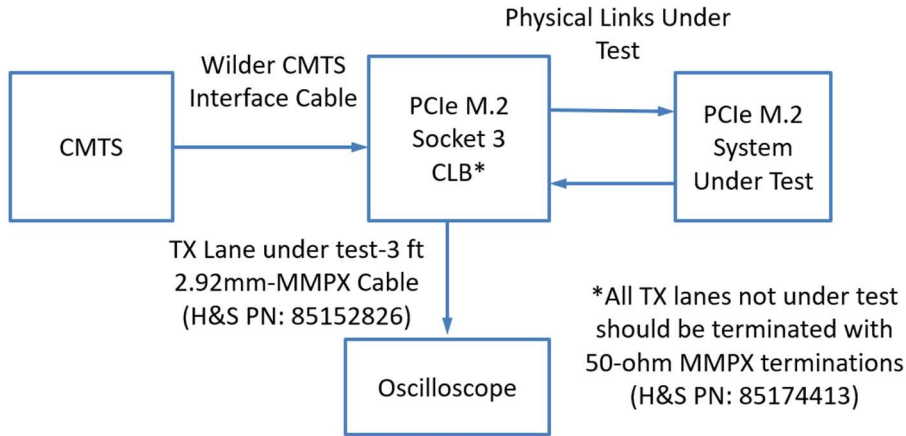 Physical Links Under
Test
Wilder CMTS
Interface Cable
CMTS
PCIe M.2
Socket 3
CLB*
PCIe M.2
System
Under Test
TX Lane under test-3 ft
2.92mm-MMPX Cable
(H&S PN: 85152826)
*All TX lanes not under test
should be terminated with
50-ohm MMPX terminations
(H&S PN: 85174413)
Oscilloscope